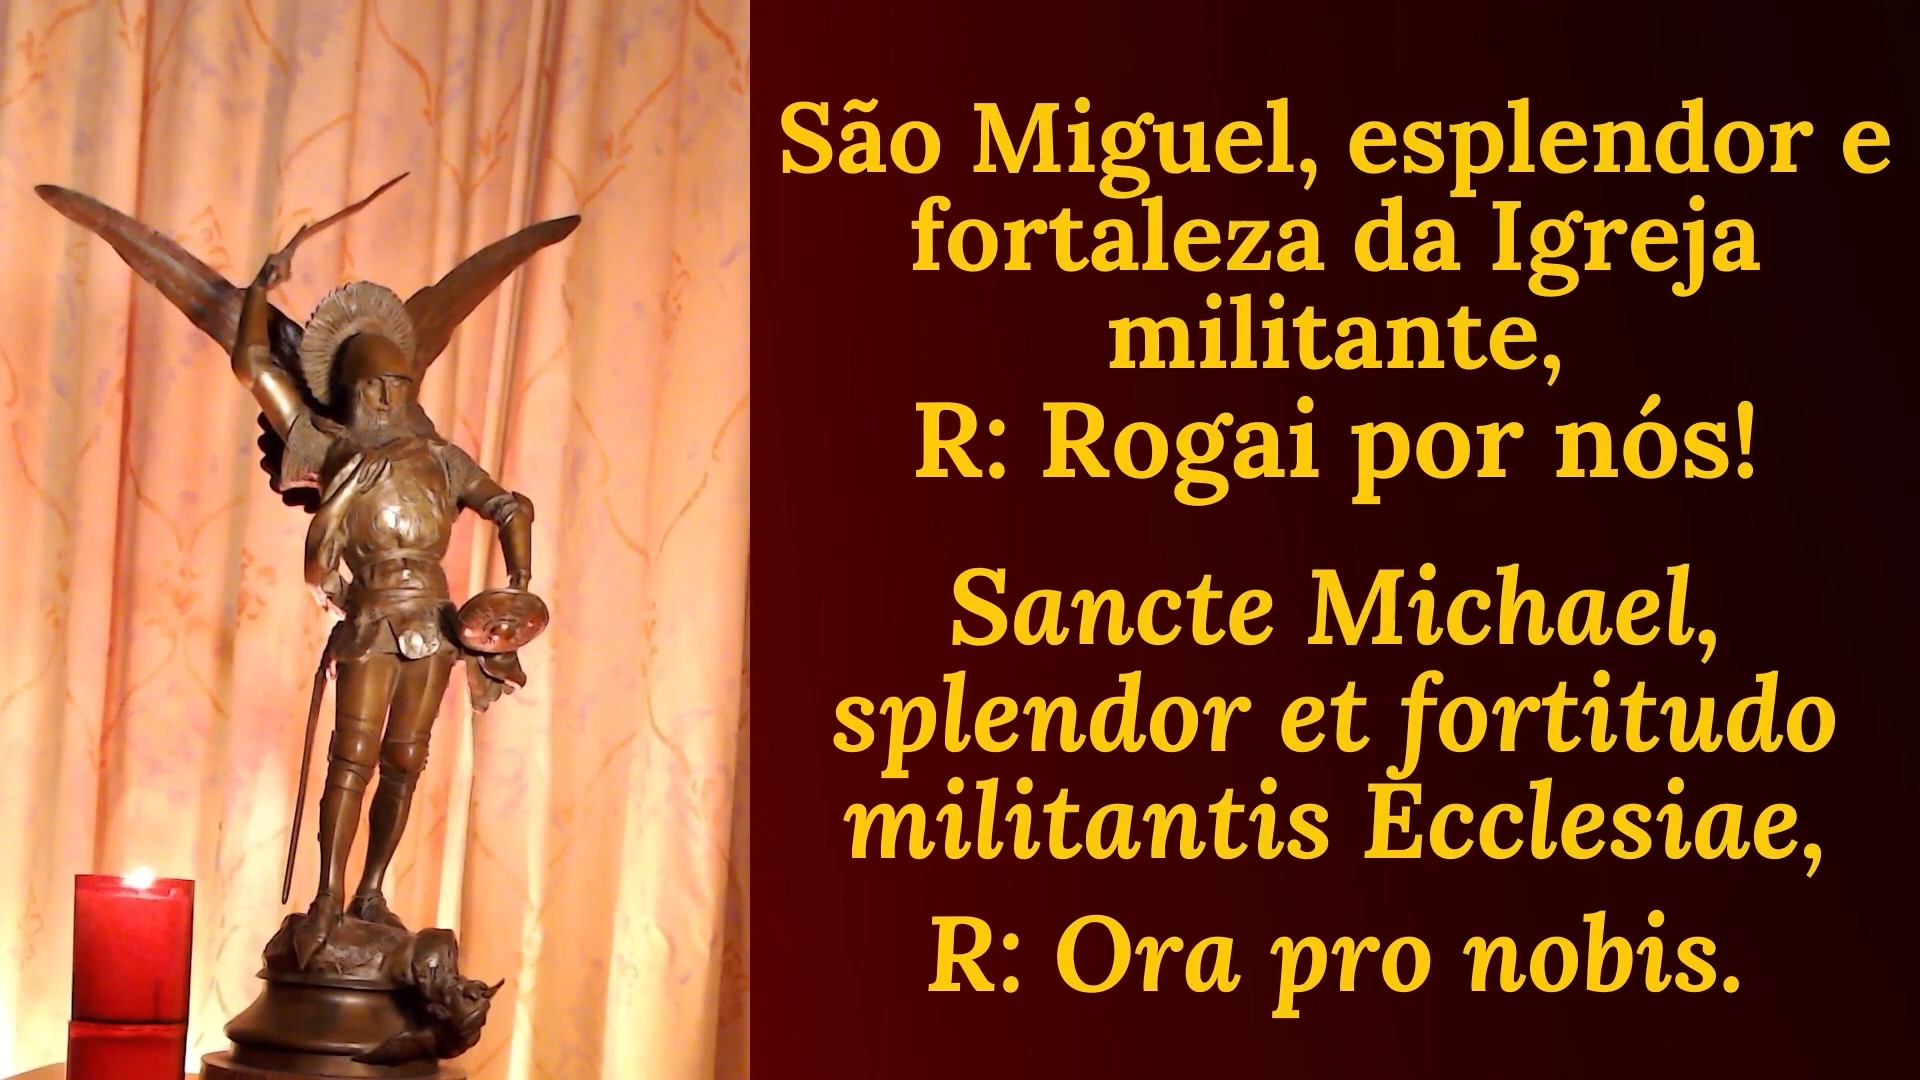 São Miguel, esplendor e
fortaleza da Igreja
militante,
R: Rogai por nós!
Sancte Michael,
splendor et fortitudo
militantis Ecclesiae,
R: Ora pro nobis.